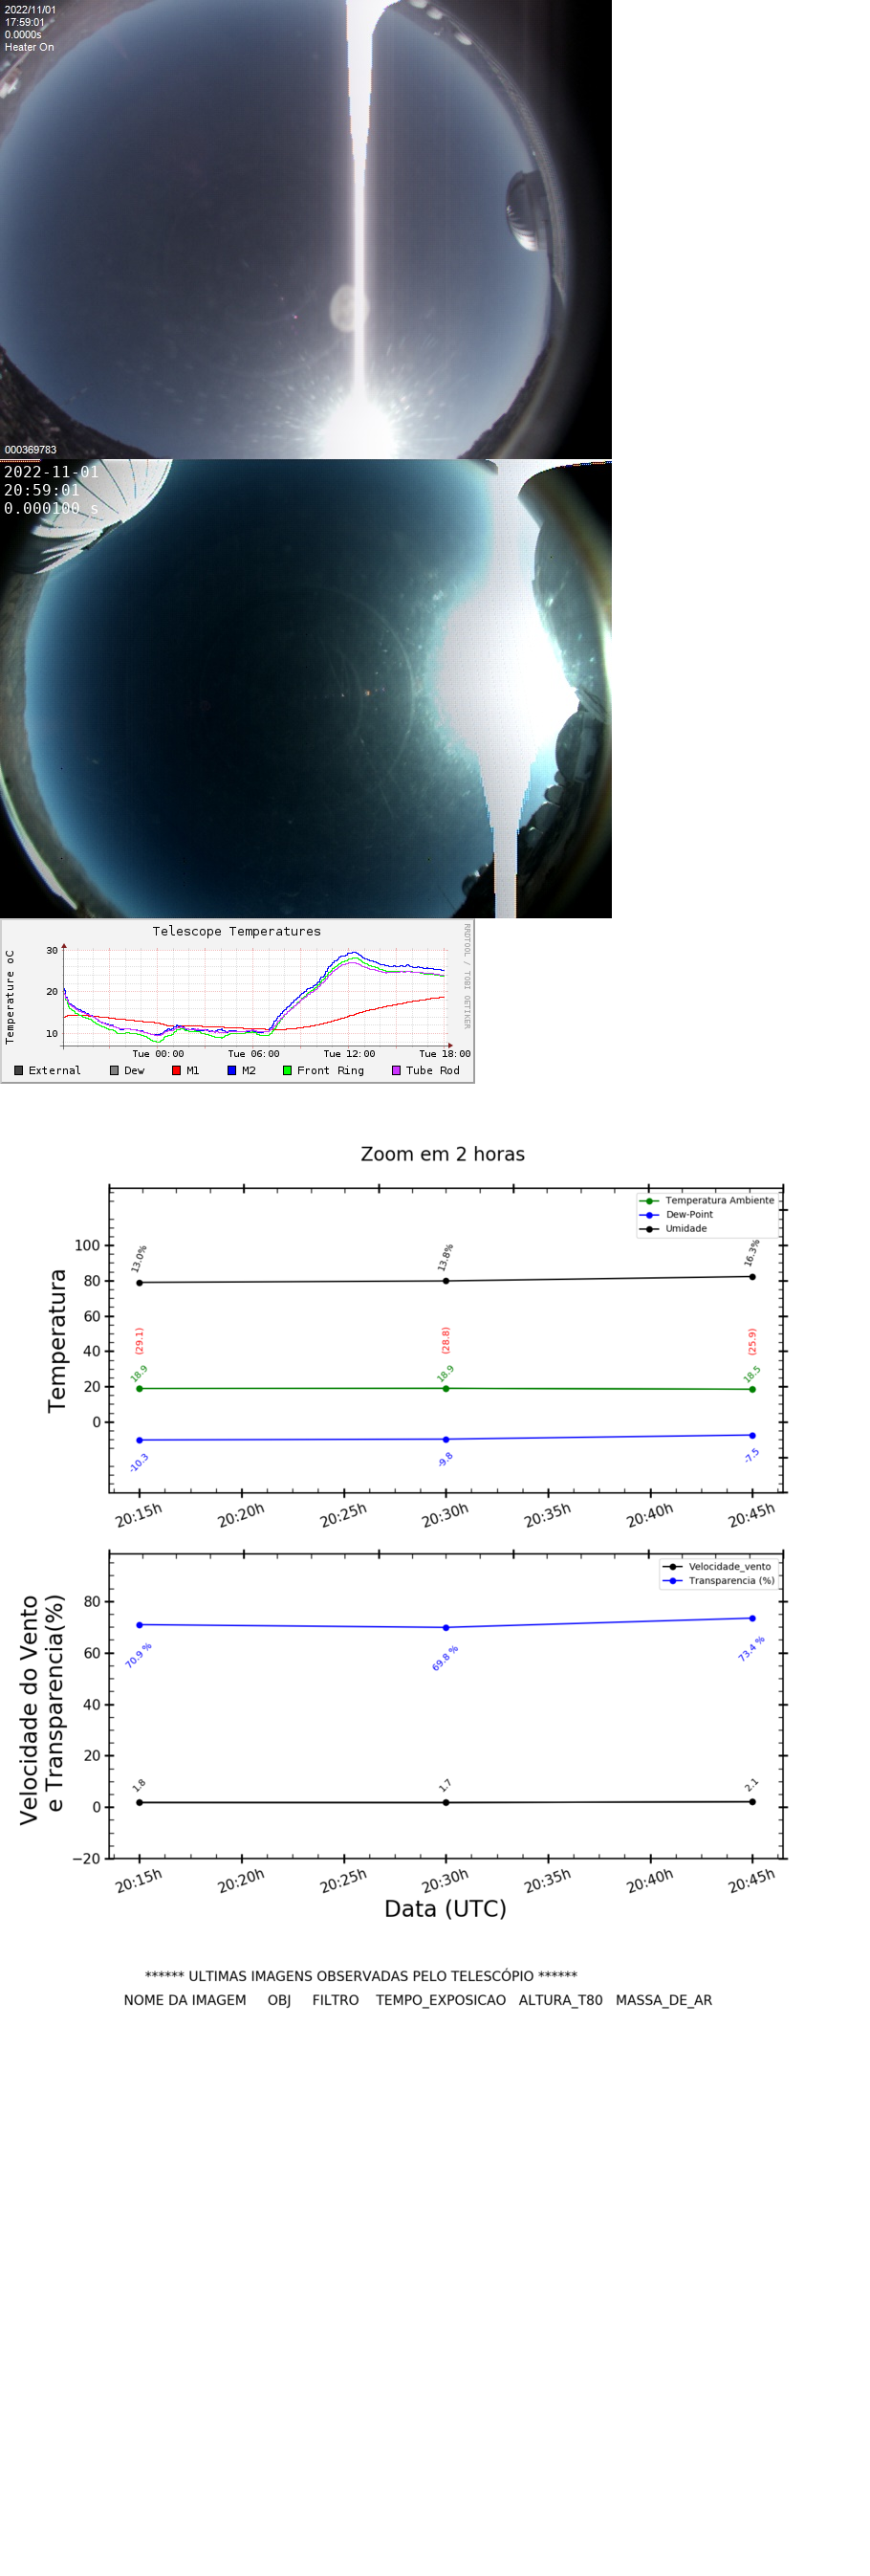 2022/11/01
17:59:01
0.0000s
Heater On
000369783
2022-11-01
20:59:01
0.000100 s
Telescope Temperatures
RRDTOOL / TOBI OETIKER
Temperature oC
30
20
10
Tue 00:00 Tue 06:00 Tue 12:00 Tue 18:00
External Dew M1 M2 Front Ring Tube Rod
Zoom em 2 horas
Temperatura Ambiente
Dew-Point
Umidade
Temperatura
100
80
60
40
20
0
13.0% 13.8% 16.3%
(29.1) (28.8) (25.9)
18.9 18.9 18.5
-10.3 -9.8 -7.5
20:15h 20:20h 20:25h 20:30h 20:35h 20:40h 20:45h
Velocidade_vento
Transparencia (%)
Velocidade do Vento
e Transparencia(%)
80
60
40
20
0
−20
70.9 % 69.8 % 73.4 %
1.8 1.7 2.1
20:15h 20:20h 20:25h 20:30h 20:35h 20:40h 20:45h
Data (UTC)
****** ULTIMAS IMAGENS OBSERVADAS PELO TELESCÓPIO ******
NOME DA IMAGEM OBJ FILTRO TEMPO_EXPOSICAO ALTURA_T80 MASSA_DE_AR